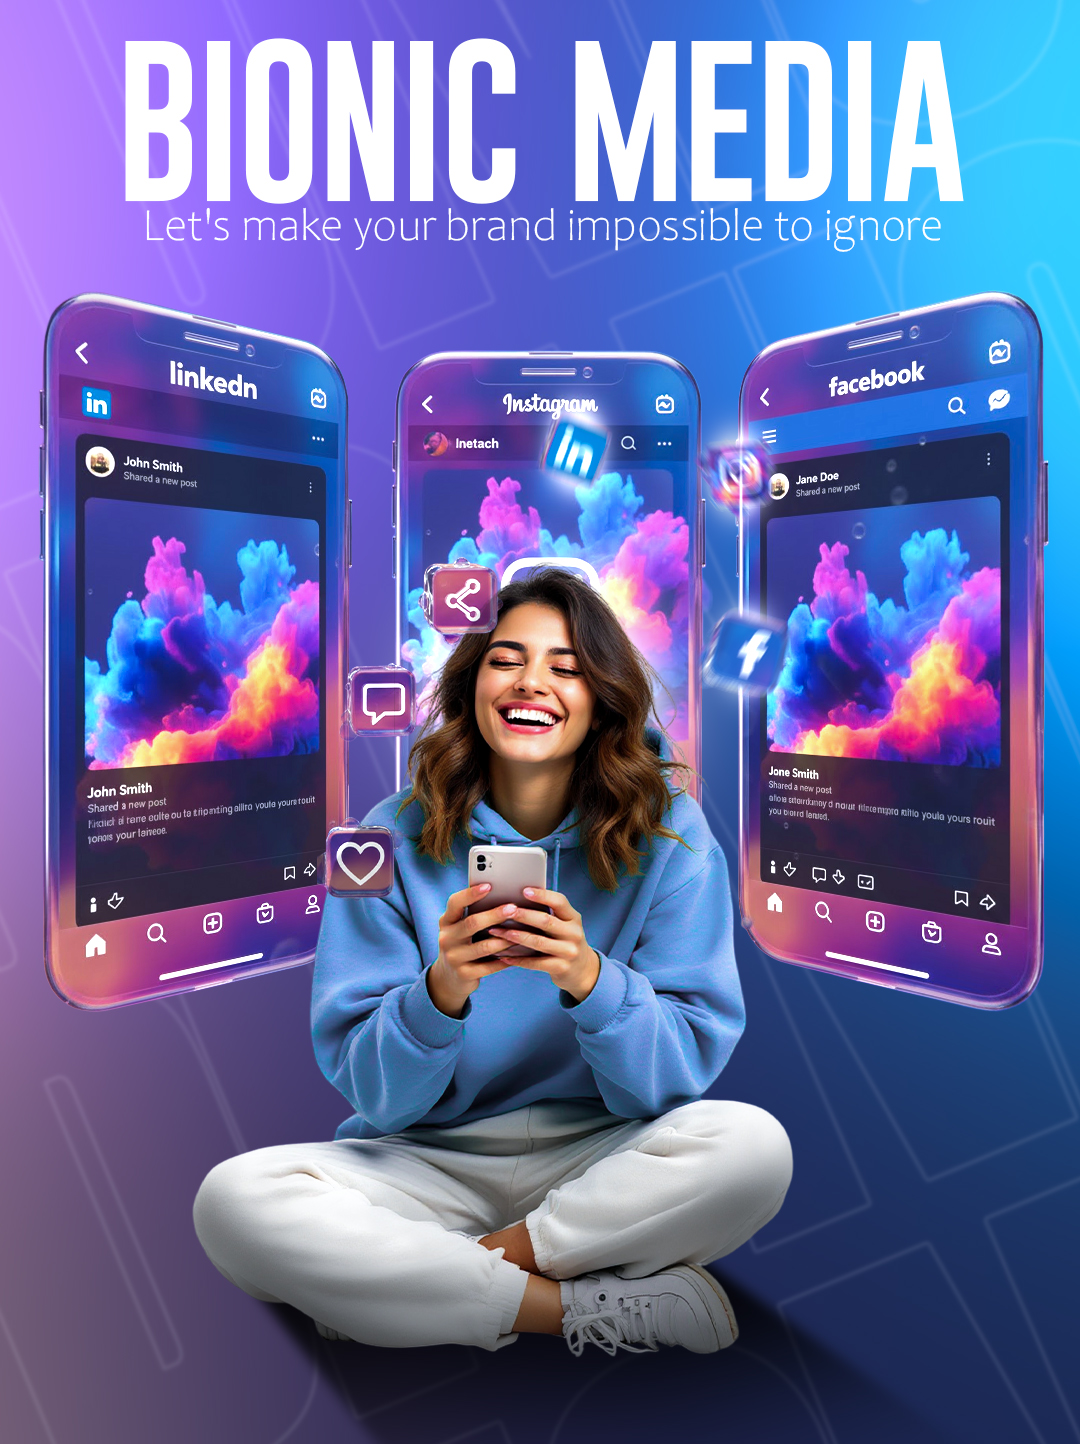 BIONIC MEDIA
Let's make your brand impossible to ignore
linkedn
in
John Smith
Shared a new post
John Smith
Shared a new post
Instagram
Inetach
in
facebook
Jane Doe
Shared a new post
f
Jone Smith
Shared a new post